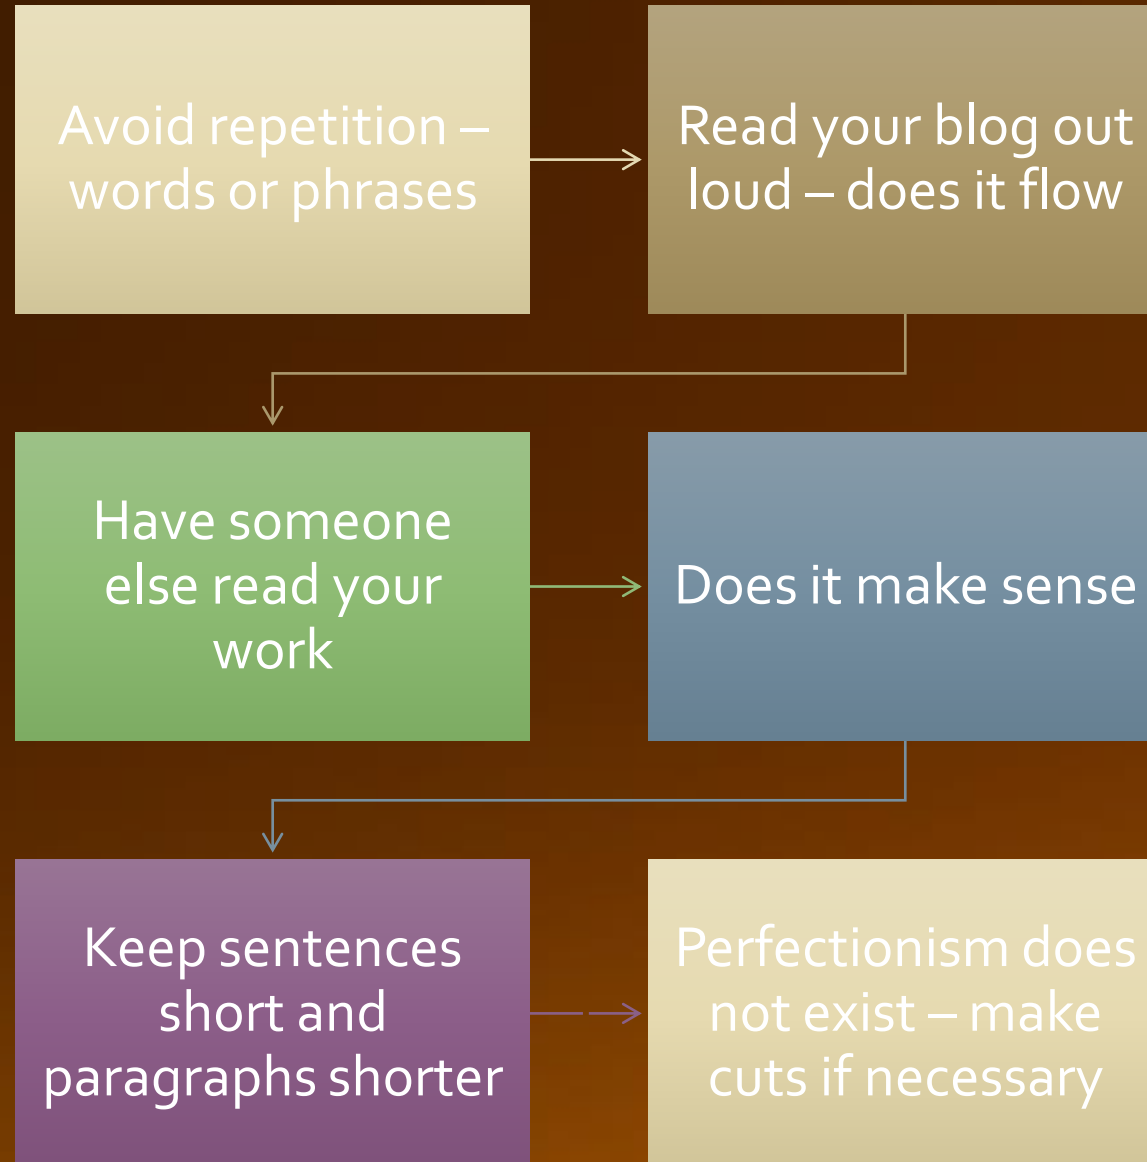 Avoid repetition –
words or phrases
Read your blog out
loud – does it flow
Have someone
else read your
work
Does it make sense
Keep sentences
short and
paragraphs shorter
Perfectionism does
not exist – make
cuts if necessary